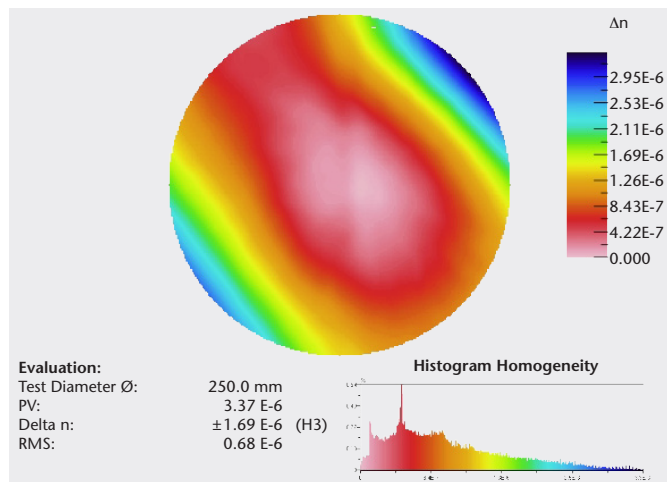 Δn
2.95E-6
2.53E-6
2.11E-6
1.69E-6
1.26E-6
8.43E-7
4.22E-7
0.000
Evaluation:
Test Diameter Ø: 250.0 mm
PV: 3.37 E-6
Delta n: ±1.69 E-6 (H3)
RMS: 0.68 E-6
Histogram Homogeneity